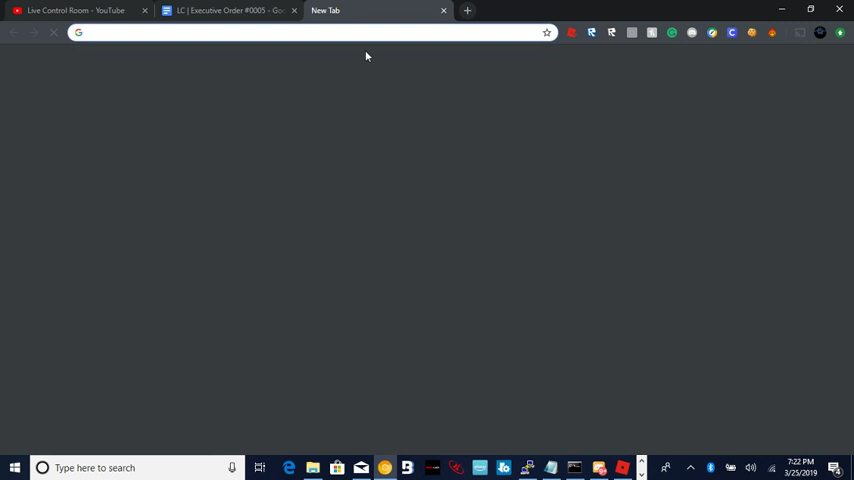 Live Control Room - YouTube
LC | Executive Order #0005 - Goo
New Tab
Type here to search
7:22 PM
3/25/2019
4